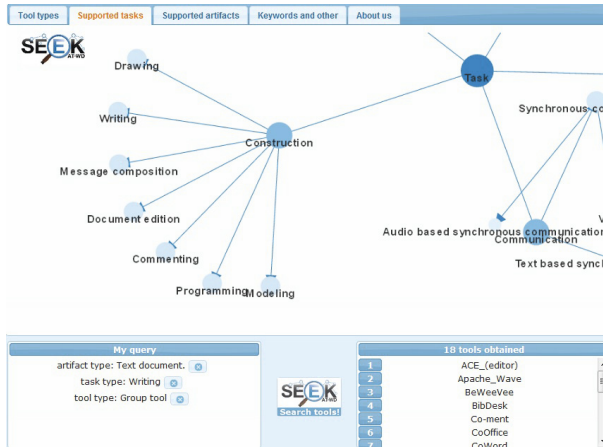 Tool types Supported tasks Supported artifacts Keywords and other About us
SEEK
AT-WD
Drawing
Task
Writing
Synchronous co
Construction
Message composition
Document edition
Audio based synchronous communication
Communication
Commenting
Text based syncl
Programming
Modeling
My query
artifact type: Text document.
task type: Writing
tool type: Group tool
SEEK
AT-WD
Search tools!
18 tools obtained
1 ACE_(editor)
2 Apache_Wave
3 BeWeeVee
4 BibDesk
5 Co-ment
6 CoOffice
7 CoWord